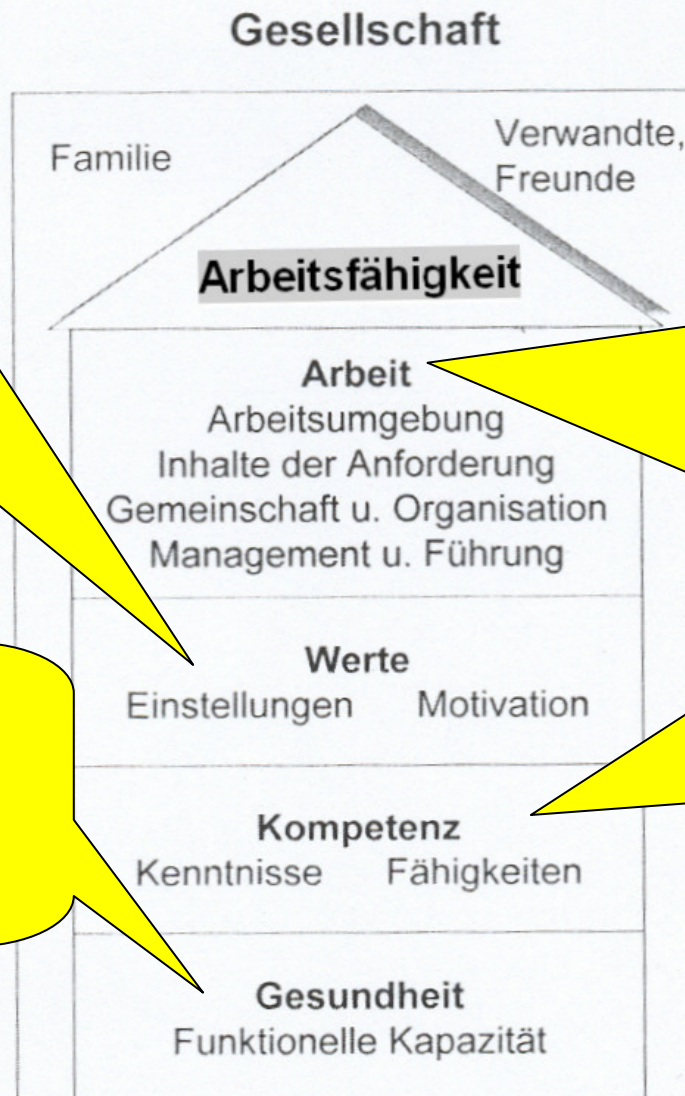 Gesellschaft
Familie
Verwandte,
Freunde
Arbeitsfähigkeit
Arbeit
Arbeitsumgebung
Inhalte der Anforderung
Gemeinschaft u. Organisation
Management u. Führung
Werte
Einstellungen Motivation
Kompetenz
Kenntnisse Fähigkeiten
Gesundheit
Funktionelle Kapazität